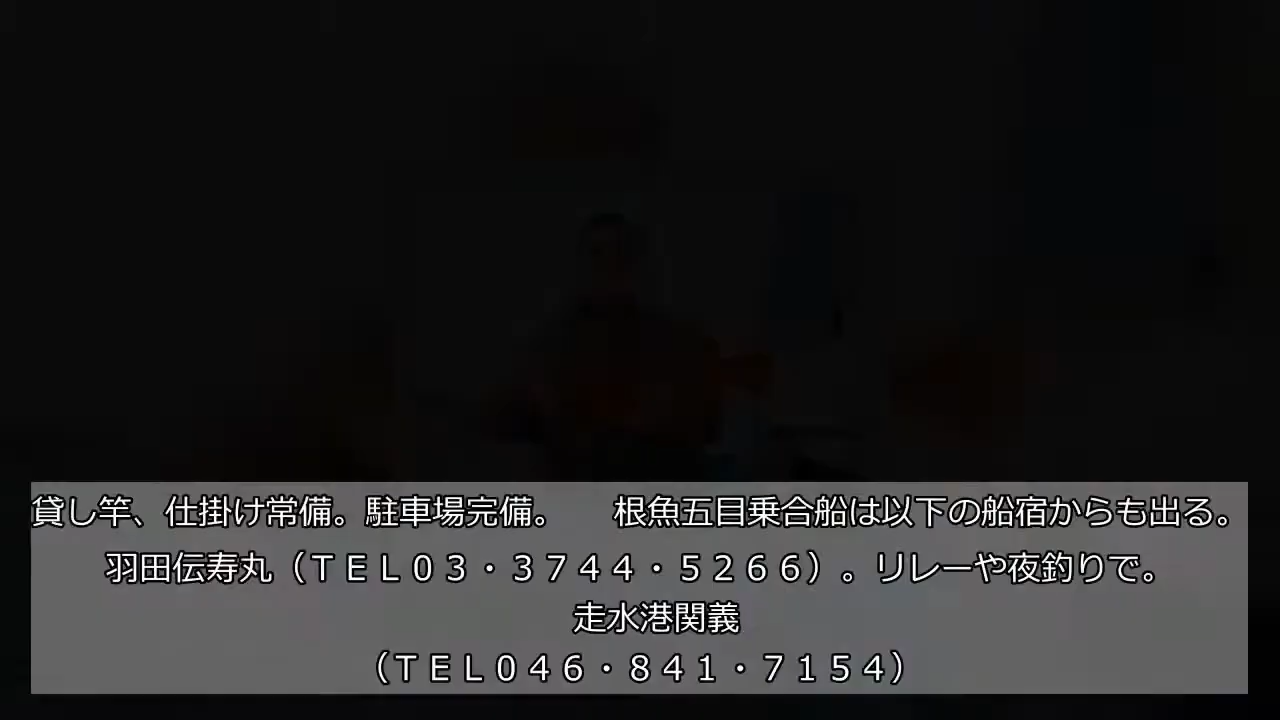 貸し竿、仕掛け常備。駐車場完備。　根魚五目乗合船は以下の船宿からも出る。
羽田伝寿丸（ＴＥＬ０３・３７４４・５２６６）。リレーや夜釣りで。
走水港関義
（ＴＥＬ０４６・８４１・７１５４）